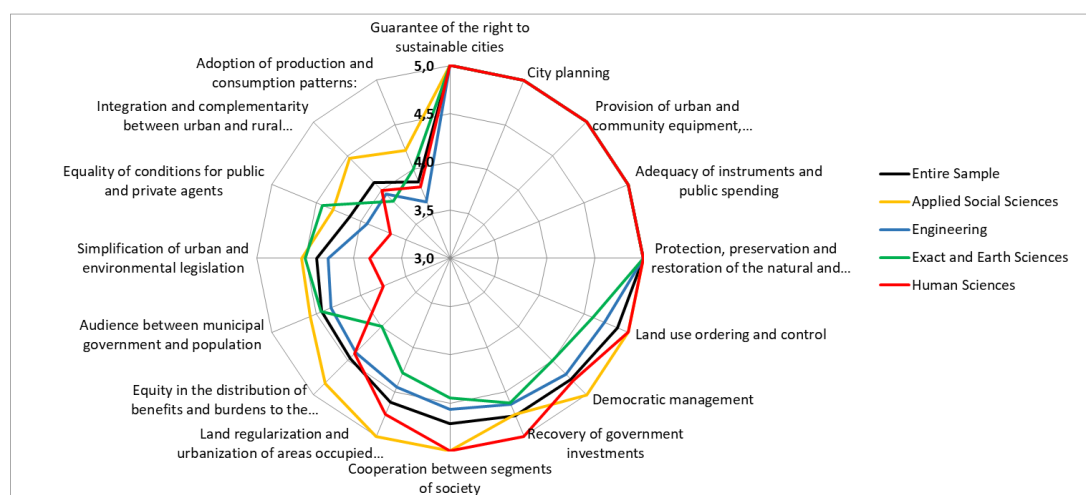 Guarantee of the right to
sustainable cities
City planning
Provision of urban and
community equipment,...
Adequacy of instruments and
public spending
Protection, preservation and
restoration of the natural and...
Land use ordering and control
Democratic management
Recovery of government
investments
Cooperation between segments
of society
Land regularization and
urbanization of areas occupied...
Equity in the distribution of
benefits and burdens to the...
Audience between municipal
government and population
Simplification of urban and
environmental legislation
Equality of conditions for public
and private agents
Integration and complementarity
between urban and rural...
Adoption of production and
consumption patterns:
5,0
4,5
4,0
3,5
3,0
Entire Sample
Applied Social Sciences
Engineering
Exact and Earth Sciences
Human Sciences